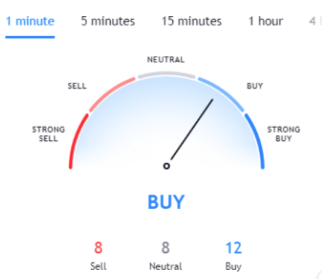 1 minute 5 minutes 15 minutes 1 hour 4
NEUTRAL
SELL BUY
STRONG SELL STRONG BUY
BUY
8 8 12
Sell Neutral Buy